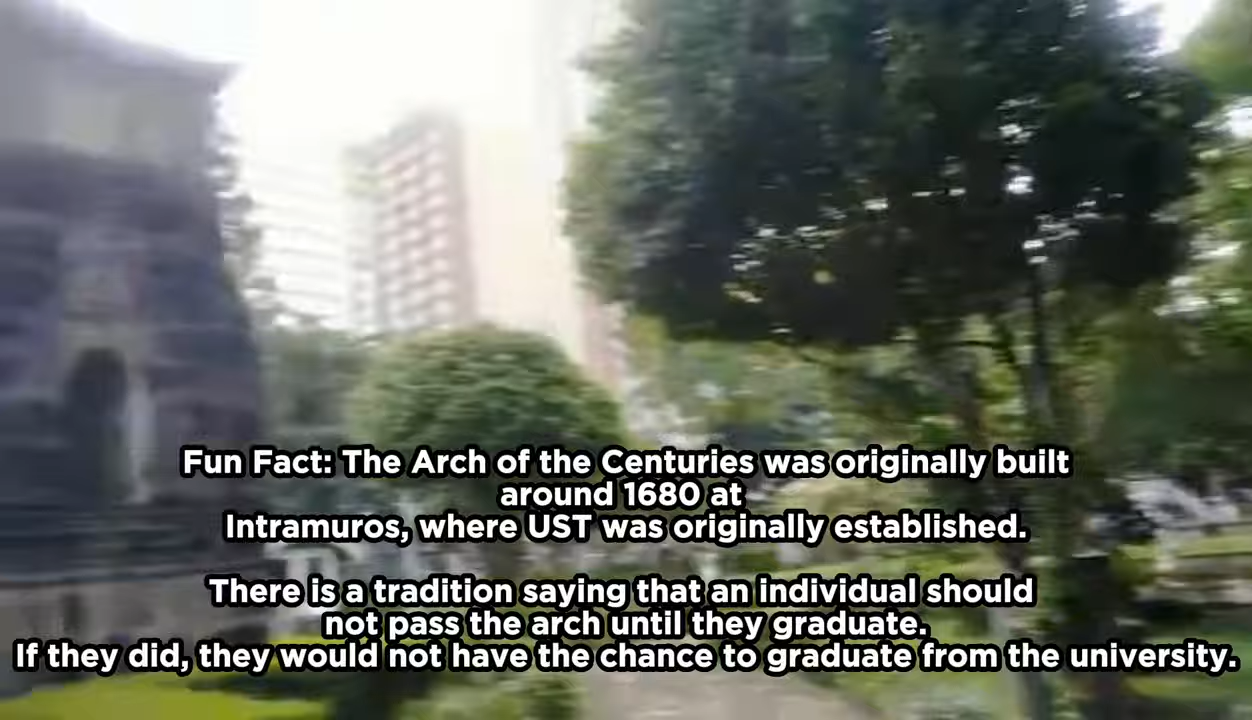 Fun Fact: The Arch of the Centuries was originally built
around 1680 at
Intramuros, where UST was originally established.
There is a tradition saying that an individual should
not pass the arch until they graduate.
If they did, they would not have the chance to graduate from the university.